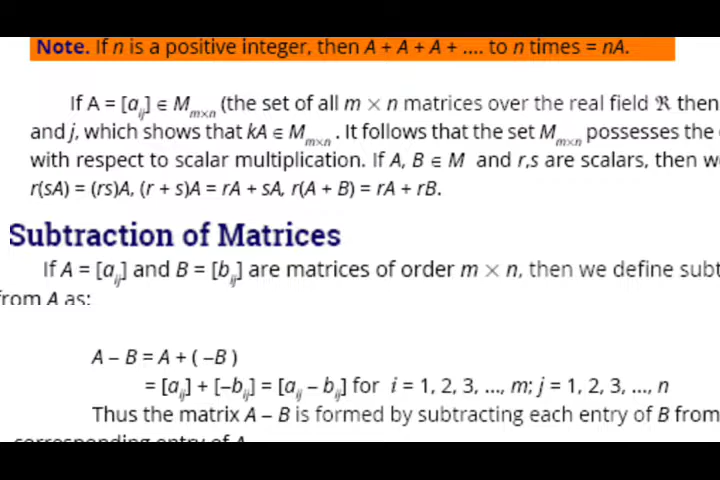 Note. If n is a positive integer, then A + A + A + .... to n times = nA.
If A = [aij] ∈ Mm×n (the set of all m × n matrices over the real field ℜ then
and j, which shows that kA ∈ Mm×n . It follows that the set Mm×n possesses the
with respect to scalar multiplication. If A, B ∈ M and r,s are scalars, then
r(sA) = (rs)A, (r + s)A = rA + sA, r(A + B) = rA + rB.
Subtraction of Matrices
If A = [aij] and B = [bij] are matrices of order m × n, then we define
from A as:
A – B = A + ( –B )
= [aij] + [–bij] = [aij – bij] for i = 1, 2, 3, ..., m; j = 1, 2, 3, ..., n
Thus the matrix A – B is formed by subtracting each entry of B from
corresponding entry of A